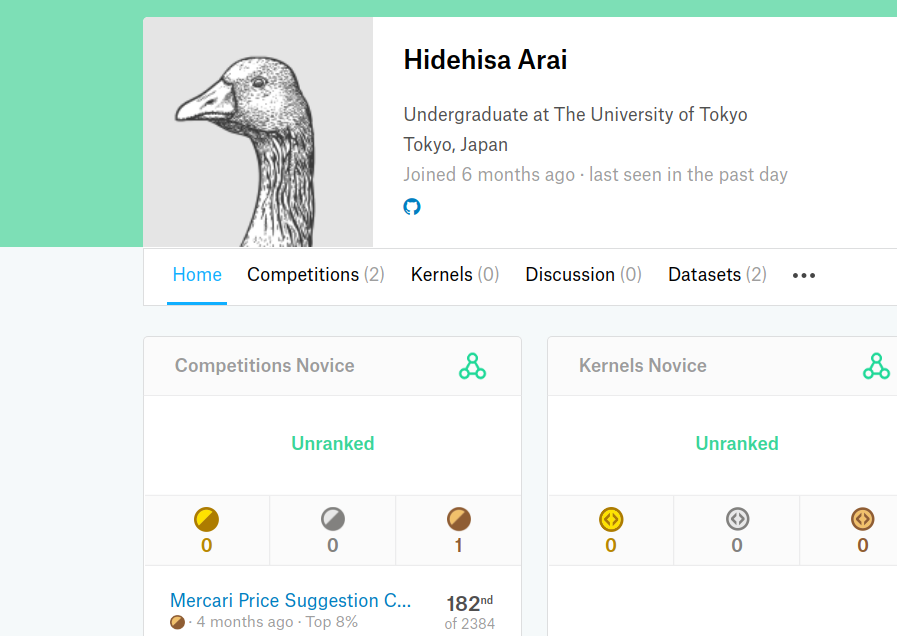 Hidehisa Arai
Undergraduate at The University of Tokyo
Tokyo, Japan
Joined 6 months ago · last seen in the past day
Home Competitions (2) Kernels (0) Discussion (0) Datasets (2) •••
Competitions Novice
Unranked
0 0 1
Mercari Price Suggestion C... 182nd
· 4 months ago · Top 8% of 2384
Kernels Novice
Unranked
0 0 0